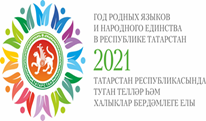 ГОД РОДНЫХ ЯЗЫКОВ
И НАРОДНОГО ЕДИНСТВА
В РЕСПУБЛИКЕ ТАТАРСТАН
2021
ТАТАРСТАН РЕСПУБЛИКАСЫНДА
ТУГАН ТЕЛЛӘР ҺӘМ
ХАЛЫКЛАР БЕРДӘМЛЕГЕ ЕЛЫ